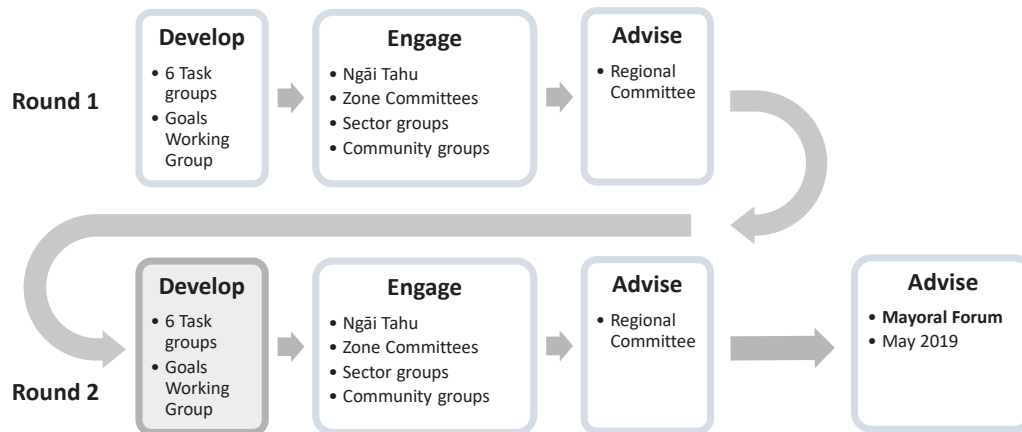 Round 1
Develop
• 6 Task
groups
• Goals
Working
Group
Engage
• Ngāi Tahu
• Zone Committees
• Sector groups
• Community groups
Advise
• Regional
Committee
Round 2
Develop
• 6 Task
groups
• Goals
Working
Group
Engage
• Ngāi Tahu
• Zone Committees
• Sector groups
• Community groups
Advise
• Regional
Committee
Advise
• Mayoral Forum
• May 2019